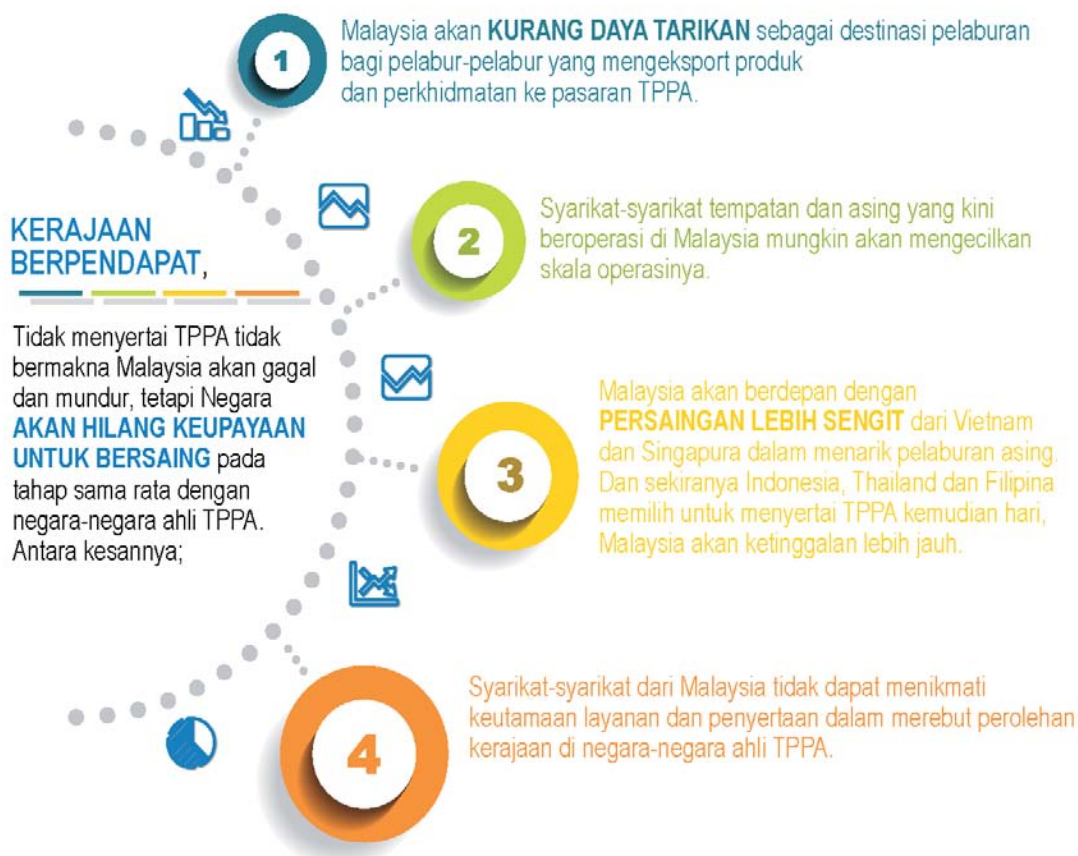 1
Malaysia akan KURANG DAYA TARIKAN sebagai destinasi pelaburan
bagi pelabur-pelabur yang mengeksport produk
dan perkhidmatan ke pasaran TPPA.
KERAJAAN
BERPENDAPAT,
Tidak menyertai TPPA tidak
bermakna Malaysia akan gagal
dan mundur, tetapi Negara
AKAN HILANG KEUPAYAAN
UNTUK BERSAING pada
tahap sama rata dengan
negara-negara ahli TPPA.
Antara kesannya;
2
Syarikat-syarikat tempatan dan asing yang kini
beroperasi di Malaysia mungkin akan mengecilkan
skala operasinya.
3
Malaysia akan berdepan dengan
PERSAINGAN LEBIH SENGIT dari Vietnam
dan Singapura dalam menarik pelaburan asing.
Dan sekiranya Indonesia, Thailand dan Filipina
memilih untuk menyertai TPPA kemudian hari,
Malaysia akan ketinggalan lebih jauh.
4
Syarikat-syarikat dari Malaysia tidak dapat menikmati
keutamaan layanan dan penyertaan dalam merebut perolehan
kerajaan di negara-negara ahli TPPA.